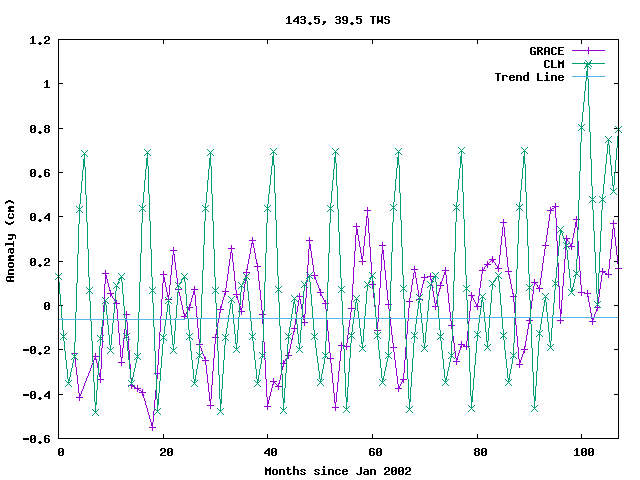 143.5, 39.5 TWS
GRACE
CLM
Trend Line
1.2
1
0.8
0.6
0.4
0.2
0
-0.2
-0.4
-0.6
Anomaly (cm)
0 20 40 60 80 100
Months since Jan 2002